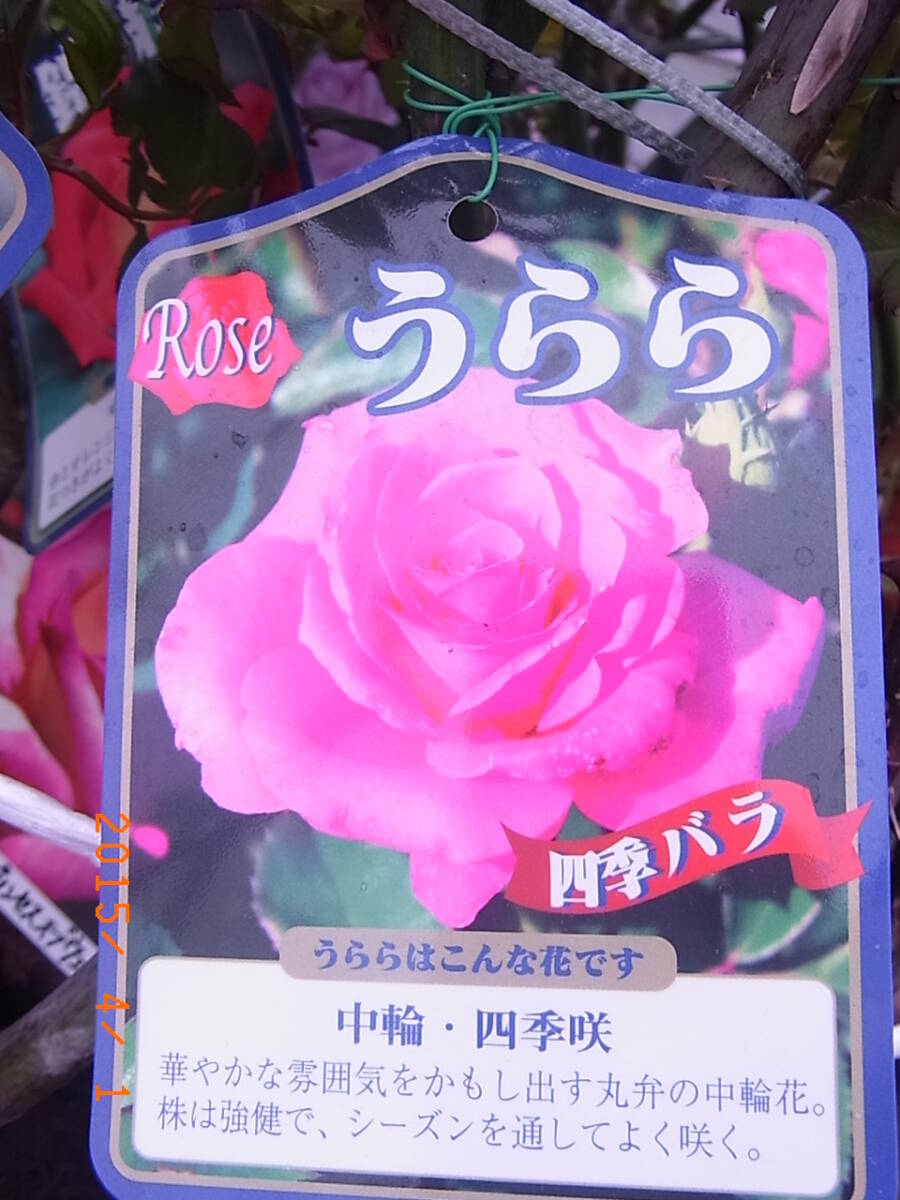 Rose
うらら
四季バラ
うららはこんな花です
中輪・四季咲
華やかな雰囲気をかもし出す丸弁の中輪花。
株は強健で、シーズンを通してよく咲く。
2015/ 4/ 1